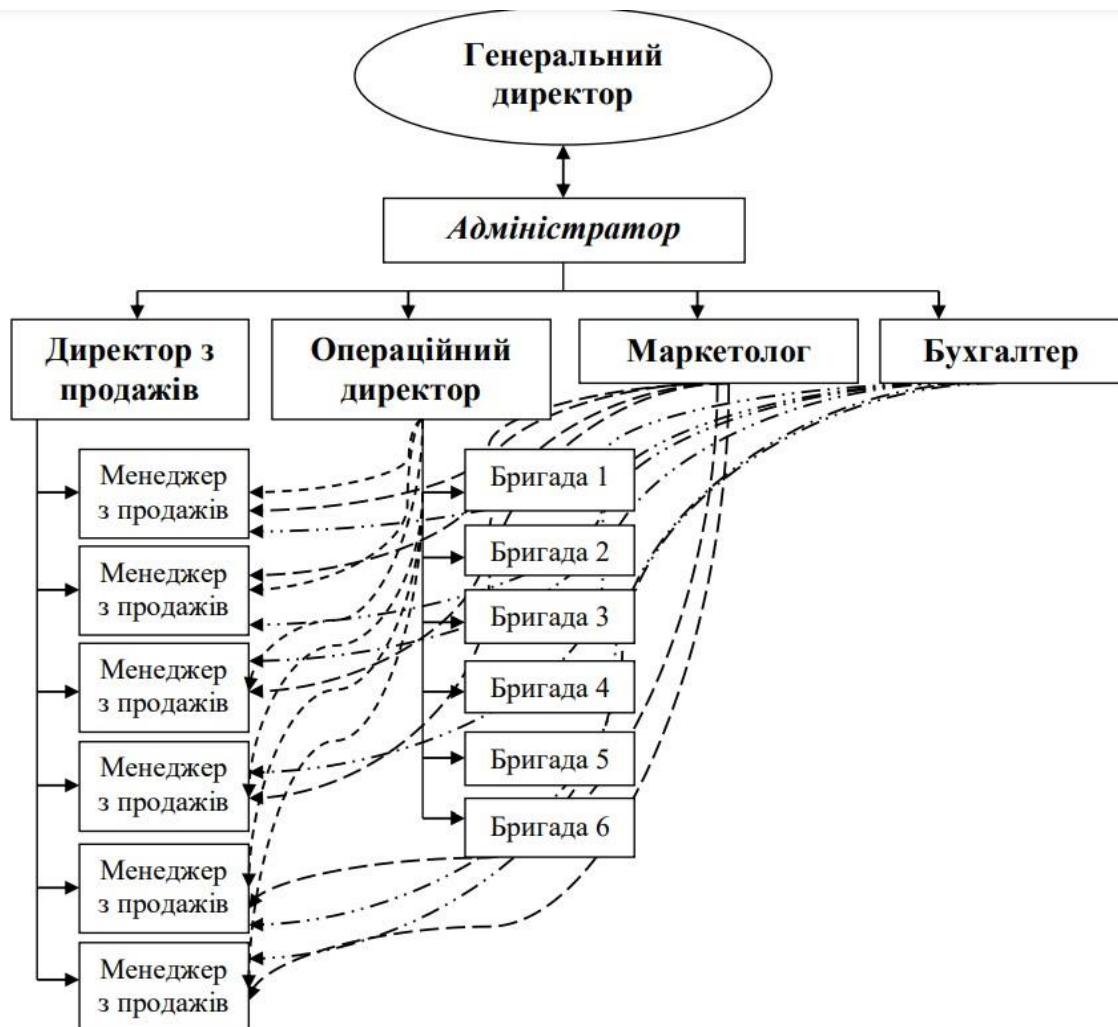 Генеральний
директор
Адміністратор
Директор з
продажів
Операційний
директор
Маркетолог
Бухгалтер
Менеджер
з продажів
Менеджер
з продажів
Менеджер
з продажів
Менеджер
з продажів
Менеджер
з продажів
Менеджер
з продажів
Бригада 1
Бригада 2
Бригада 3
Бригада 4
Бригада 5
Бригада 6